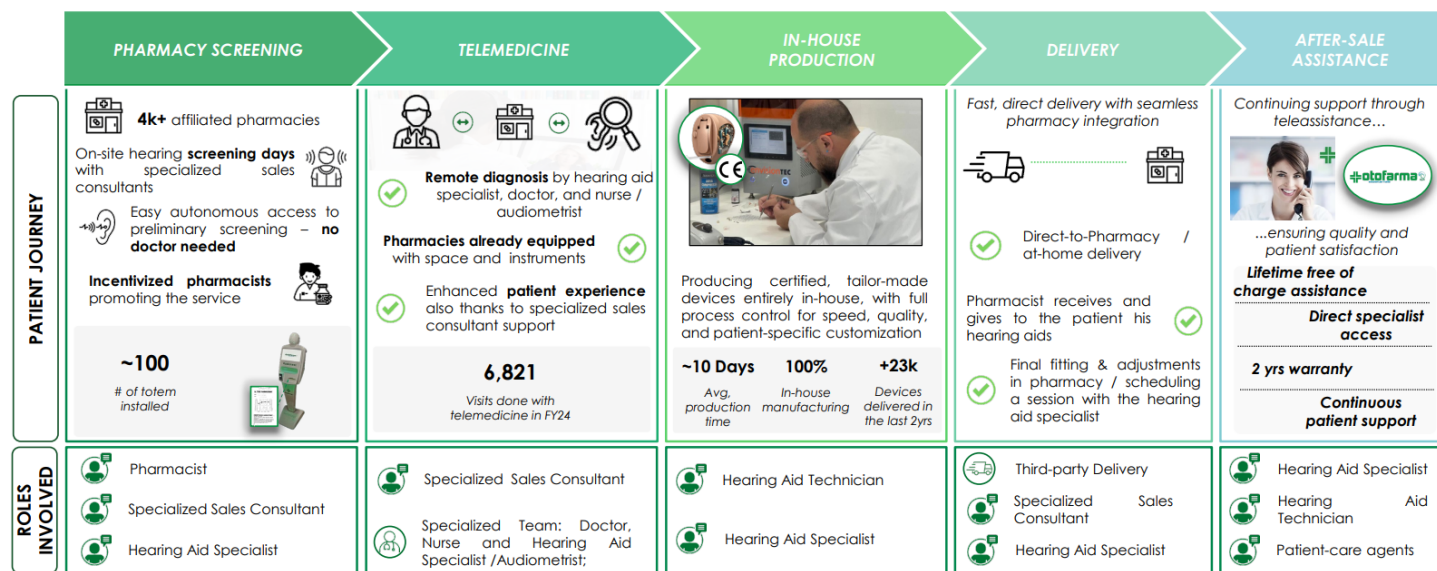 PHARMACY SCREENING
TELEMEDICINE
IN-HOUSE
PRODUCTION
DELIVERY
AFTER-SALE
ASSISTANCE
PATIENT JOURNEY
4k+ affiliated pharmacies
On-site hearing screening days
with specialized sales
consultants
Easy autonomous access to
preliminary screening – no
doctor needed
Incentivized pharmacists
promoting the service
~100
# of totem
installed
Remote diagnosis by hearing aid
specialist, doctor, and nurse /
audiometrist
Pharmacies already equipped
with space and instruments
Enhanced patient experience
also thanks to specialized sales
consultant support
6,821
Visits done with
telemedicine in FY24
CE
Producing certified, tailor-made
devices entirely in-house, with full
process control for speed, quality,
and patient-specific customization
~10 Days
Avg,
production
time
100%
In-house
manufacturing
+23k
Devices
delivered in
the last 2yrs
Fast, direct delivery with seamless
pharmacy integration
Direct-to-Pharmacy /
at-home delivery
Pharmacist receives and
gives to the patient his
hearing aids
Final fitting & adjustments
in pharmacy / scheduling
a session with the hearing
aid specialist
Continuing support through
teleassistance…
otofarma
...ensuring quality and
patient satisfaction
Lifetime free of
charge assistance
Direct specialist
access
2 yrs warranty
Continuous
patient support
ROLES
INVOLVED
Pharmacist
Specialized Sales Consultant
Hearing Aid Specialist
Specialized Sales Consultant
Specialized Team: Doctor,
Nurse and Hearing Aid
Specialist /Audiometrist;
Hearing Aid Technician
Hearing Aid Specialist
Third-party Delivery
Specialized Sales
Consultant
Hearing Aid Specialist
Hearing Aid Specialist
Hearing Aid
Technician
Patient-care agents